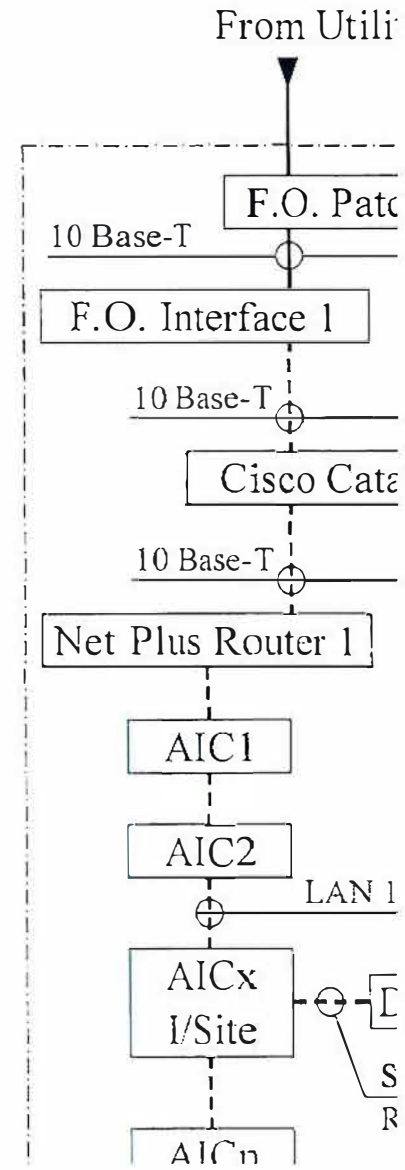 From Utili
F.O. Patc
10 Base-T
F.O. Interface 1
10 Base-T
Cisco Cata
10 Base-T
Net Plus Router 1
AIC1
AIC2
LAN 1
AICx
I/Site
D
S
R
AICn